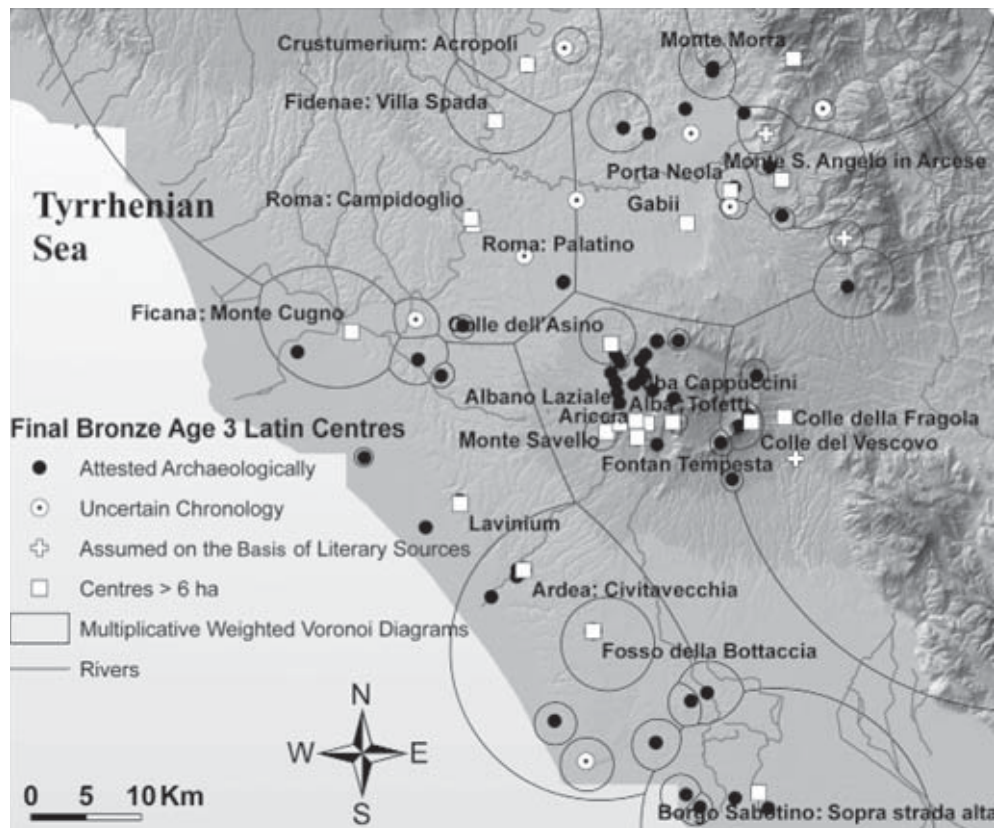 Crustumerium: Acropoli
Monte Morra
Fidenae: Villa Spada
Porta Neola
Monte S. Angelo in Arcese
Tyrrhenian
Sea
Roma: Campidoglio
Gabii
Roma: Palatino
Ficana: Monte Cugno
Colle dell'Asino
Alba Cappuccini
Albano Laziale
Alba: Tofetti
Ariccia
Colle della Fragola
Monte Savello
Colle del Vescovo
Fontan Tempesta
Final Bronze Age 3 Latin Centres
Attested Archaeologically
Uncertain Chronology
Assumed on the Basis of Literary Sources
Centres > 6 ha
Multiplicative Weighted Voronoi Diagrams
Rivers
Lavinium
Ardea: Civitavecchia
Fosso della Bottaccia
N
W E
S
0 5 10 Km
Borgo Sabotino: Sopra strada alta